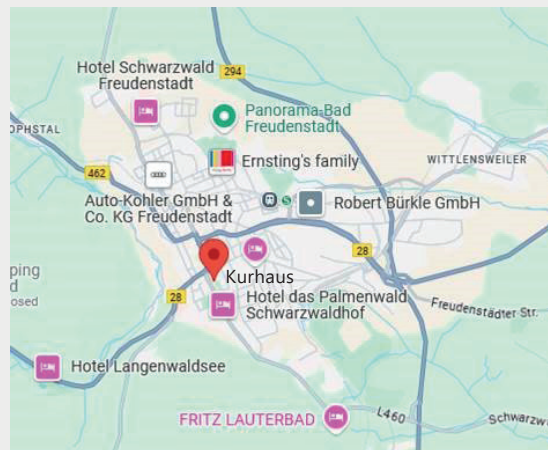 Hotel Schwarzwald
Freudenstadt
294
OPHSTAL
Panorama-Bad
Freudenstadt
Ernsting's family
WITTLENSWEILER
462
Auto-Kohler GmbH &
Co. KG Freudenstadt
S
Robert Bürkle GmbH
28
ping
d
osed
Kurhaus
28
Hotel das Palmenwald
Schwarzwaldhof
Freudenstädter Str.
Hotel Langenwaldsee
FRITZ LAUTERBAD
L460
Schwarzw